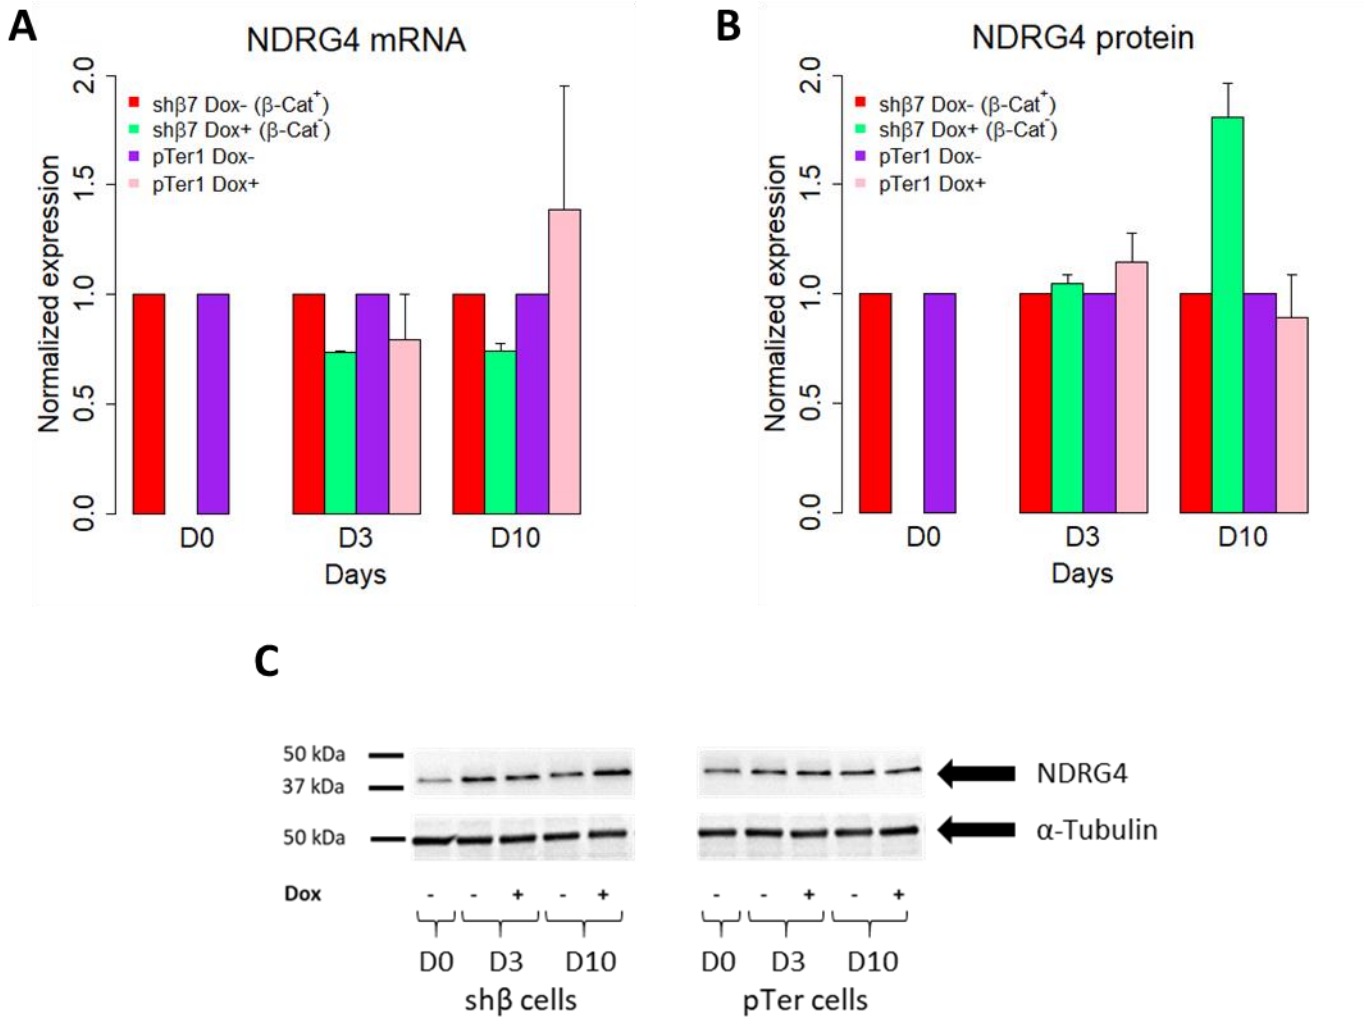 A
NDRG4 mRNA
Normalized expression
2.0
1.5
1.0
0.5
0.0
shβ7 Dox- (β-Cat⁺)
shβ7 Dox+ (β-Cat⁻)
pTer1 Dox-
pTer1 Dox+
D0 D3 D10
Days
B
NDRG4 protein
Normalized expression
2.0
1.5
1.0
0.5
0.0
shβ7 Dox- (β-Cat⁺)
shβ7 Dox+ (β-Cat⁻)
pTer1 Dox-
pTer1 Dox+
D0 D3 D10
Days
C
50 kDa
37 kDa
NDRG4
50 kDa
α-Tubulin
Dox - - + - + - - + - +
D0 D3 D10 D0 D3 D10
shβ cells pTer cells